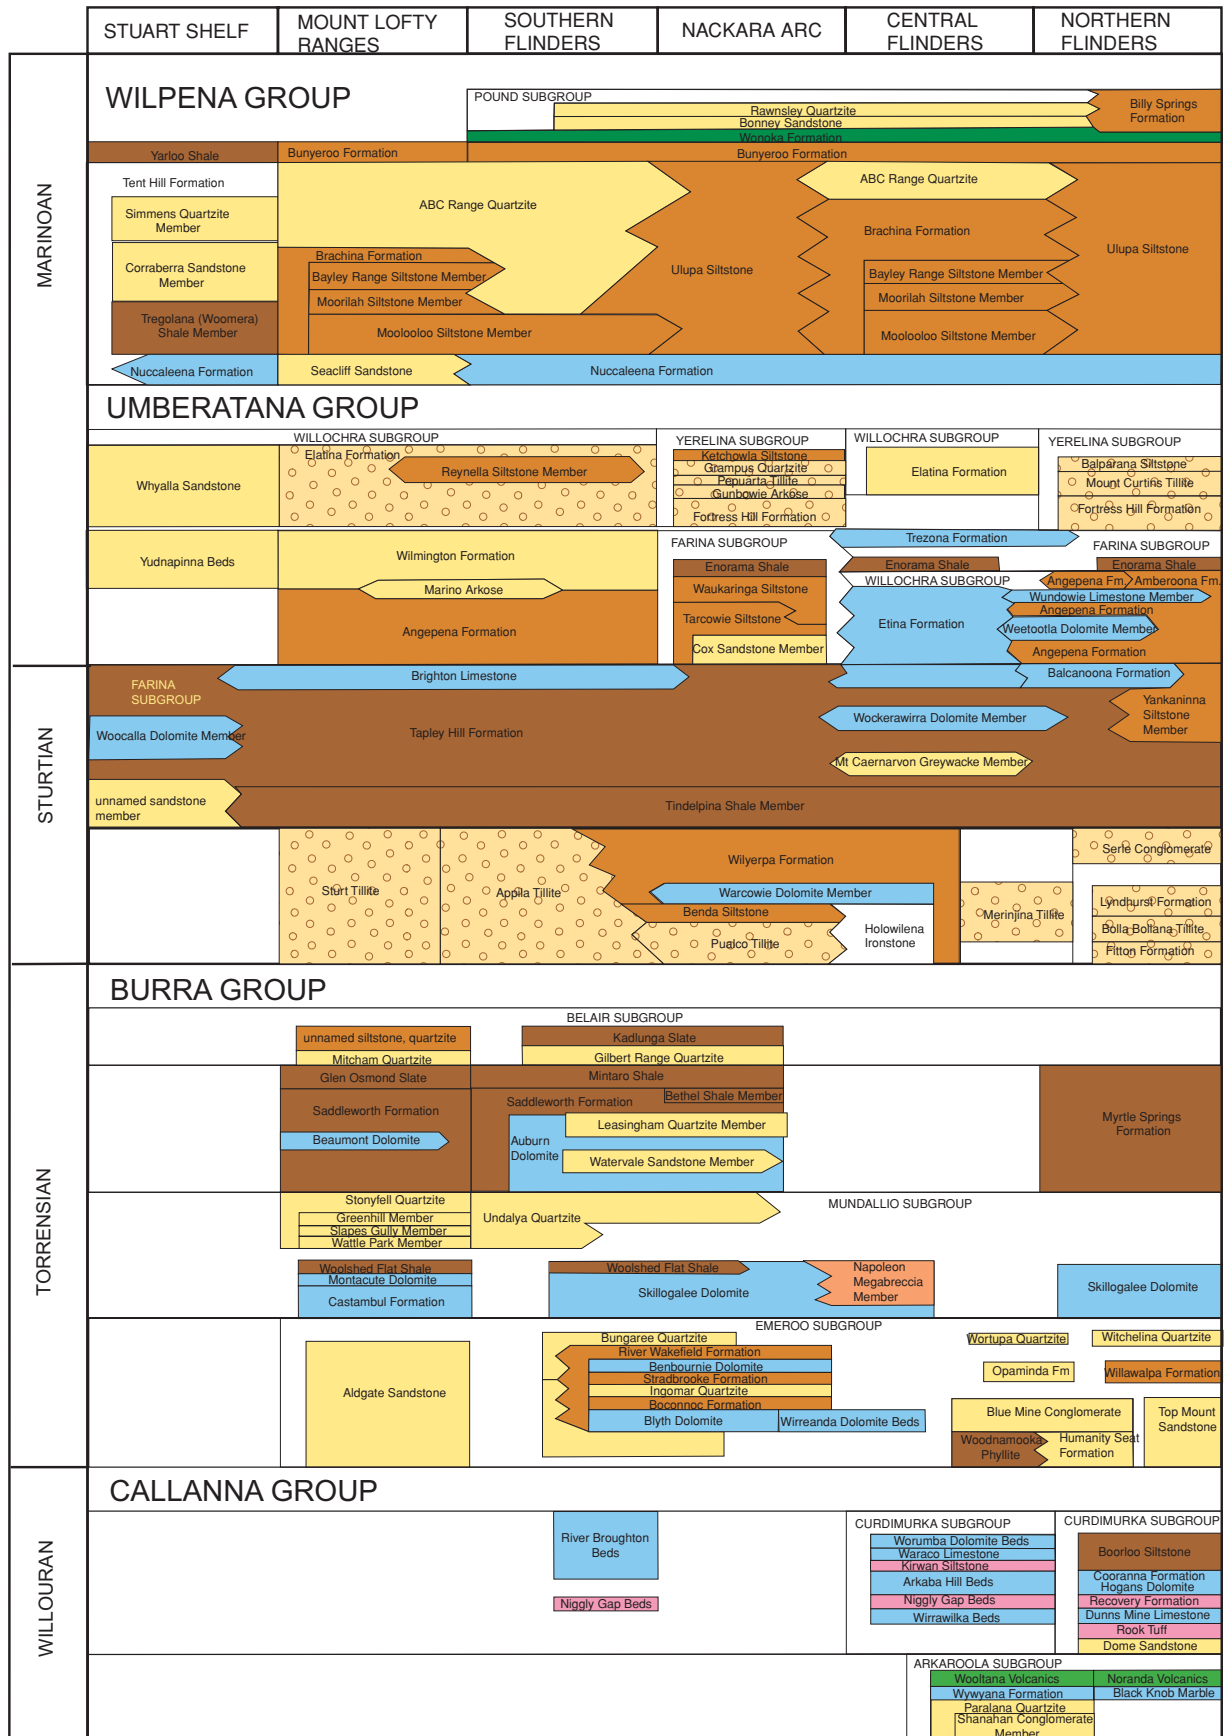 STUART SHELF
MOUNT LOFTY
RANGES
SOUTHERN
FLINDERS
NACKARA ARC
CENTRAL
FLINDERS
NORTHERN
FLINDERS
MARINOAN
WILPENA GROUP
POUND SUBGROUP
Rawnsley Quartzite
Bonney Sandstone
Billy Springs
Formation
Wonoka Formation
Yarloo Shale
Bunyeroo Formation
Bunyeroo Formation
Tent Hill Formation
Simmens Quartzite
Member
Corraberra Sandstone
Member
Tregolana (Woomera)
Shale Member
Nuccaleena Formation
ABC Range Quartzite
Brachina Formation
Bayley Range Siltstone Member
Moorilah Siltstone Member
Moolooloo Siltstone Member
Seacliff Sandstone
Nuccaleena Formation
Ulupa Siltstone
ABC Range Quartzite
Brachina Formation
Bayley Range Siltstone Member
Moorilah Siltstone Member
Moolooloo Siltstone Member
Ulupa Siltstone
UMBERATANA GROUP
WILLOCHRA SUBGROUP
Elatina Formation
Reynella Siltstone Member
Whyalla Sandstone
YERELINA SUBGROUP
Ketchowla Siltstone
Grampus Quartzite
Pepuarta Tillite
Gunbowie Arkose
Fortress Hill Formation
WILLOCHRA SUBGROUP
Elatina Formation
YERELINA SUBGROUP
Balparana Siltstone
Mount Curtins Tillite
Fortress Hill Formation
Yudnapinna Beds
Wilmington Formation
Marino Arkose
Angepena Formation
FARINA SUBGROUP
Enorama Shale
Waukaringa Siltstone
Tarcowie Siltstone
Cox Sandstone Member
Trezona Formation
Enorama Shale
WILLOCHRA SUBGROUP
Etina Formation
FARINA SUBGROUP
Enorama Shale
Angepena Fm.
Amberoona Fm.
Wundowie Limestone Member
Angepena Formation
Weetootla Dolomite Member
Angepena Formation
STURTIAN
FARINA
SUBGROUP
Brighton Limestone
Balcanoona Formation
Woocalla Dolomite Member
Tapley Hill Formation
Wockerawirra Dolomite Member
Yankaninna
Siltstone
Member
Mt Caernarvon Greywacke Member
unnamed sandstone
member
Tindelpina Shale Member
Sturt Tillite
Appila Tillite
Wilyerpa Formation
Warcowie Dolomite Member
Benda Siltstone
Pualco Tillite
Holowilena
Ironstone
Merinjina Tillite
Serle Conglomerate
Lyndhurst Formation
Bolla Bollana Tillite
Fitton Formation
TORRENSIAN
BURRA GROUP
BELAIR SUBGROUP
unnamed siltstone, quartzite
Mitcham Quartzite
Kadlunga Slate
Gilbert Range Quartzite
Glen Osmond Slate
Saddleworth Formation
Beaumont Dolomite
Mintaro Shale
Saddleworth Formation
Bethel Shale Member
Auburn
Dolomite
Leasingham Quartzite Member
Watervale Sandstone Member
Myrtle Springs
Formation
MUNDALLIO SUBGROUP
Stonyfell Quartzite
Greenhill Member
Slapes Gully Member
Wattle Park Member
Undalya Quartzite
Woolshed Flat Shale
Montacute Dolomite
Castambul Formation
Woolshed Flat Shale
Skillogalee Dolomite
Napoleon
Megabreccia
Member
Skillogalee Dolomite
EMEROO SUBGROUP
Aldgate Sandstone
Bungaree Quartzite
River Wakefield Formation
Benbournie Dolomite
Stradbrooke Formation
Ingomar Quartzite
Boconnoc Formation
Blyth Dolomite
Wirreanda Dolomite Beds
Wortupa Quartzite
Opaminda Fm
Blue Mine Conglomerate
Woodnamooka
Phyllite
Humanity Seat
Formation
Witchelina Quartzite
Willawalpa Formation
Top Mount
Sandstone
WILLOURAN
CALLANNA GROUP
River Broughton
Beds
Niggly Gap Beds
CURDIMURKA SUBGROUP
Worumba Dolomite Beds
Waraco Limestone
Kirwan Siltstone
Arkaba Hill Beds
Niggly Gap Beds
Wirrawilka Beds
CURDIMURKA SUBGROUP
Boorloo Siltstone
Cooranna Formation
Hogans Dolomite
Recovery Formation
Dunns Mine Limestone
Rook Tuff
Dome Sandstone
ARKAROOLA SUBGROUP
Wooltana Volcanics
Wywyana Formation
Paralana Quartzite
Shanahan Conglomerate
Member
Noranda Volcanics
Black Knob Marble